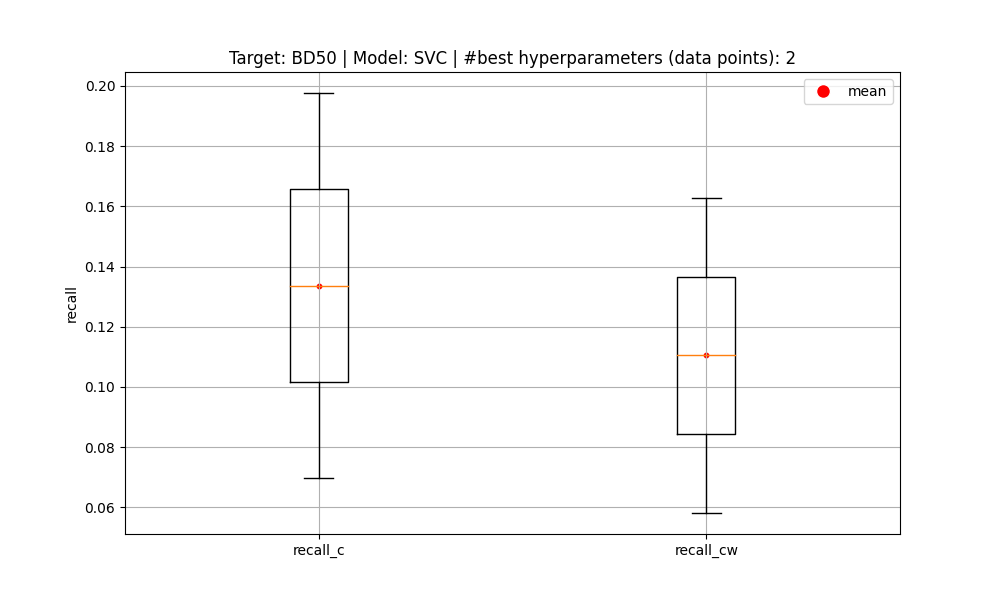 Target: BD50 | Model: SVC | #best hyperparameters (data points): 2
mean
0.20
0.18
0.16
0.14
0.12
0.10
0.08
0.06
recall
recall_c
recall_cw